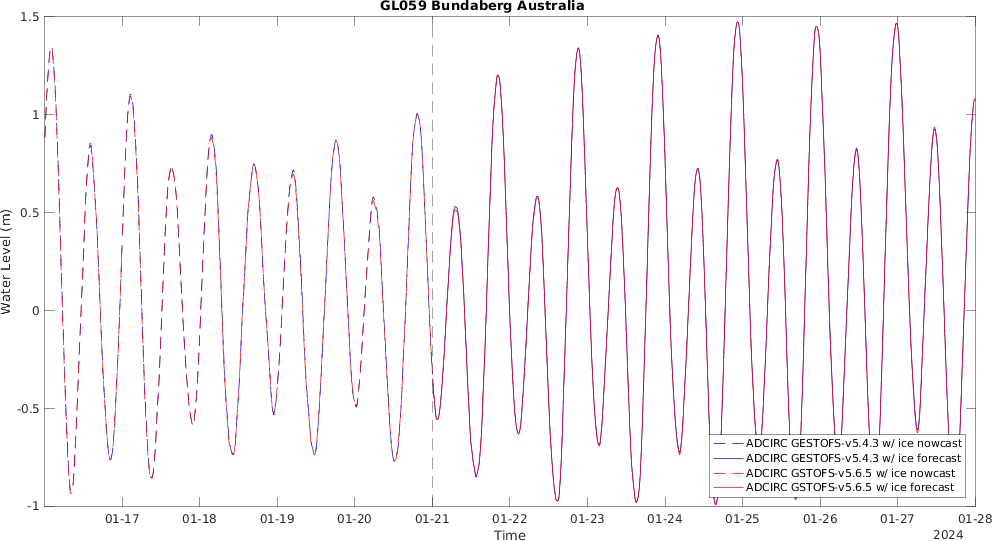 GL059 Bundaberg Australia
1.5
1
0.5
0
-0.5
-1
Water Level (m)
ADCIRC GESTOFS-v5.4.3 w/ ice nowcast
ADCIRC GESTOFS-v5.4.3 w/ ice forecast
ADCIRC GSTOFS-v5.6.5 w/ ice nowcast
ADCIRC GSTOFS-v5.6.5 w/ ice forecast
01-17 01-18 01-19 01-20 01-21 01-22 01-23 01-24 01-25 01-26 01-27 01-28
Time
2024